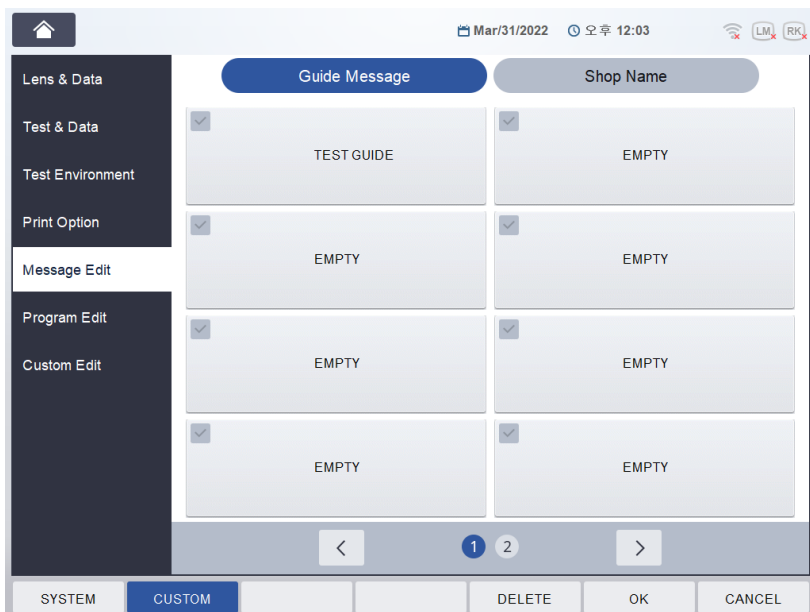 Mar/31/2022 오후 12:03 LM RK
Lens & Data
Test & Data
Test Environment
Print Option
Message Edit
Program Edit
Custom Edit
Guide Message Shop Name
TEST GUIDE EMPTY
EMPTY EMPTY
EMPTY EMPTY
EMPTY EMPTY
< 1 2 >
SYSTEM CUSTOM DELETE OK CANCEL